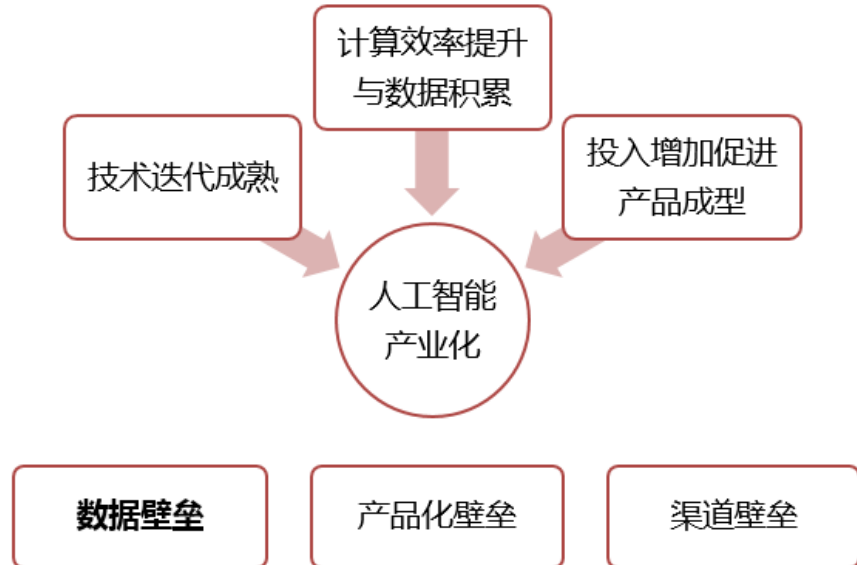 计算效率提升
与数据积累
技术迭代成熟
投入增加促进
产品成型
人工智能
产业化
数据壁垒
产品化壁垒
渠道壁垒